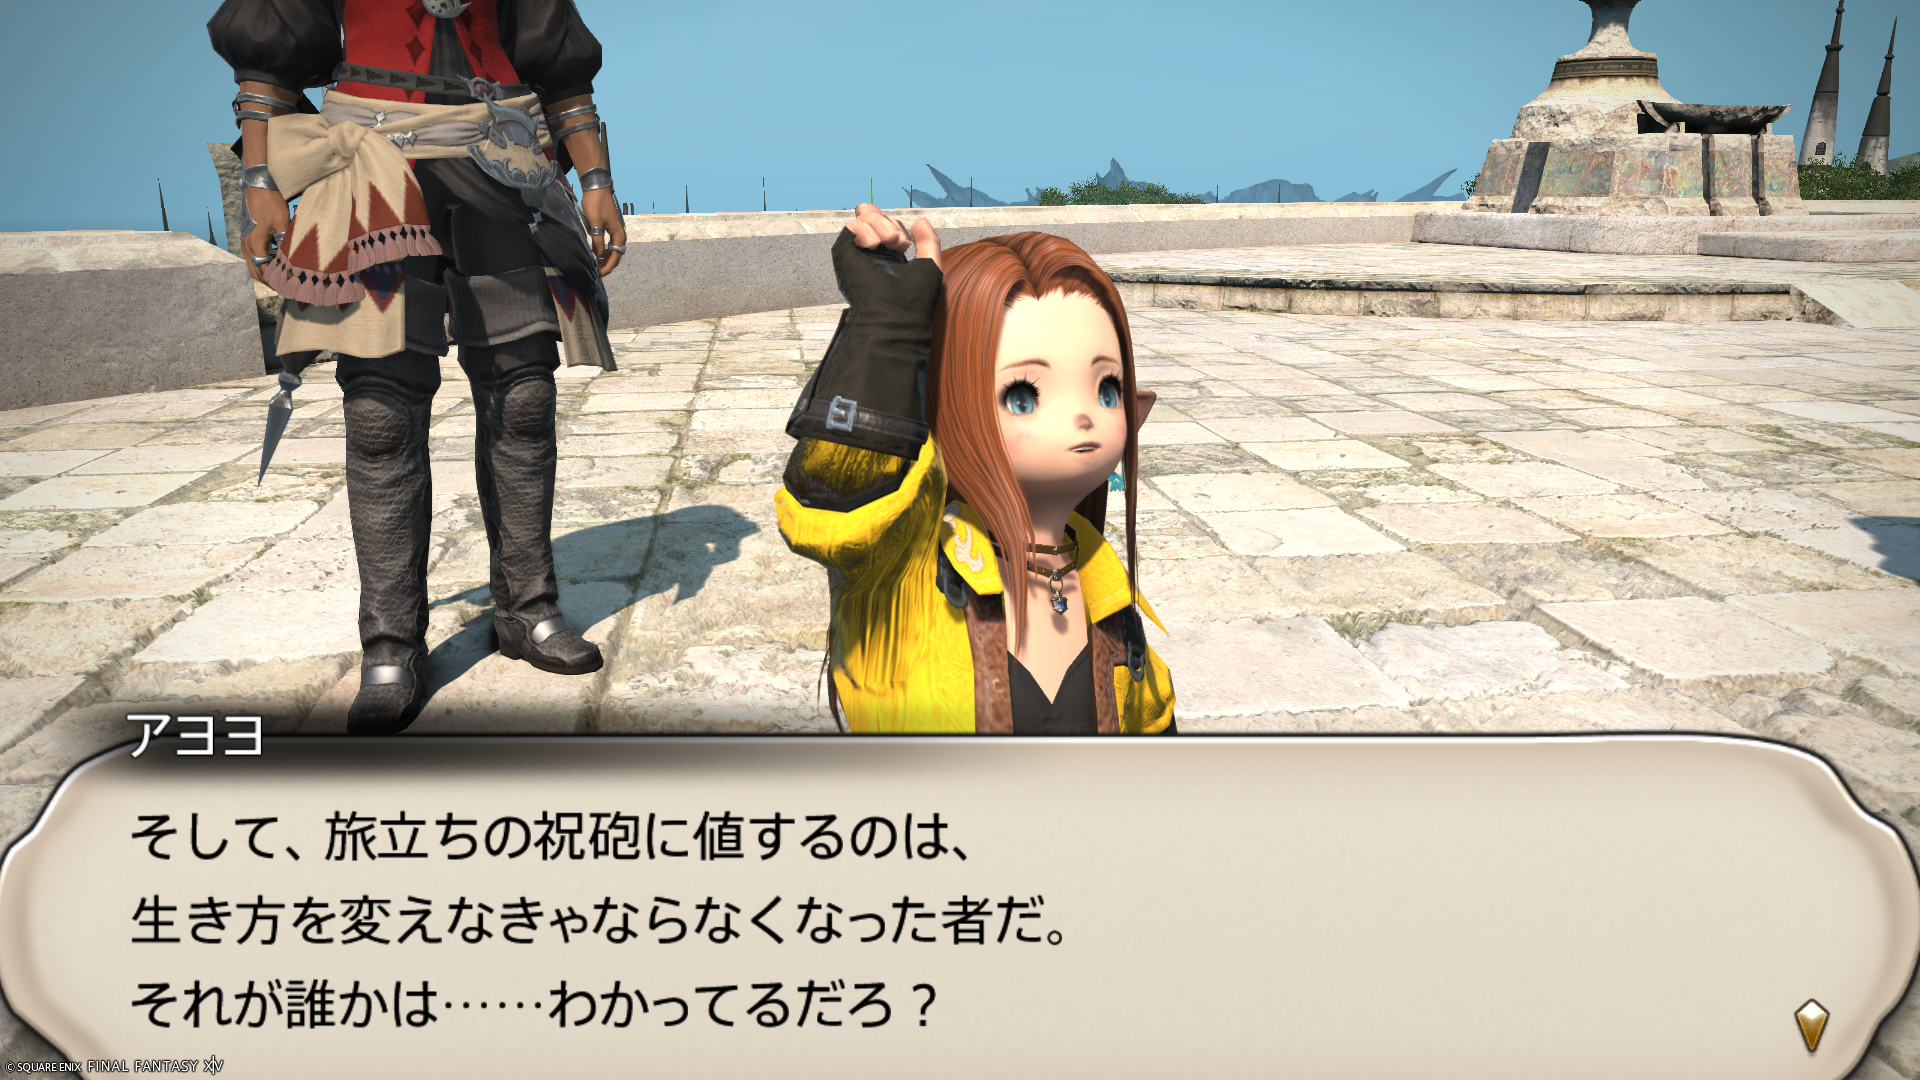 アヨヨ
そして、旅立ちの祝砲に値するのは、
生き方を変えなきゃならなくなった者だ。
それが誰かは……わかってるだろ？
© SQUARE ENIX FINAL FANTASY XIV